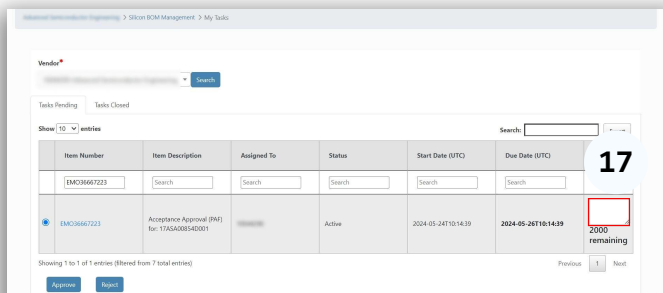 > Silicon BOM Management > My Tasks
Vendor*
Search
Tasks Pending Tasks Closed
Show 10 entries
Search:
Item Number Item Description Assigned To Status Start Date (UTC) Due Date (UTC)
17
EMO36667223 Search Search Search Search Search
EMO36667223 Acceptance Approval (PAF) for: 17ASA00854D001 Active 2024-05-24T10:14:39 2024-05-26T10:14:39
2000
remaining
Showing 1 to 1 of 1 entries (filtered from 7 total entries)
Previous 1 Next
Approve Reject